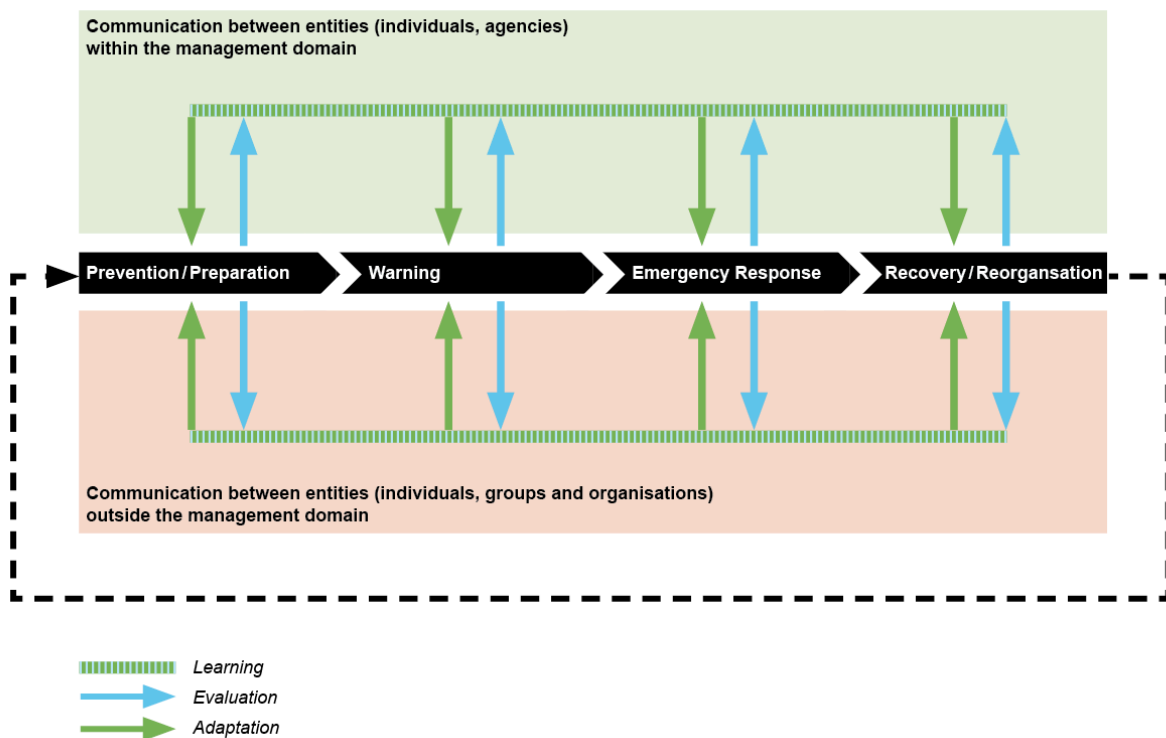 Communication between entities (individuals, agencies)
within the management domain
Prevention/Preparation
Warning
Emergency Response
Recovery/Reorgansation
Communication between entities (individuals, groups and organisations)
outside the management domain
Learning
Evaluation
Adaptation